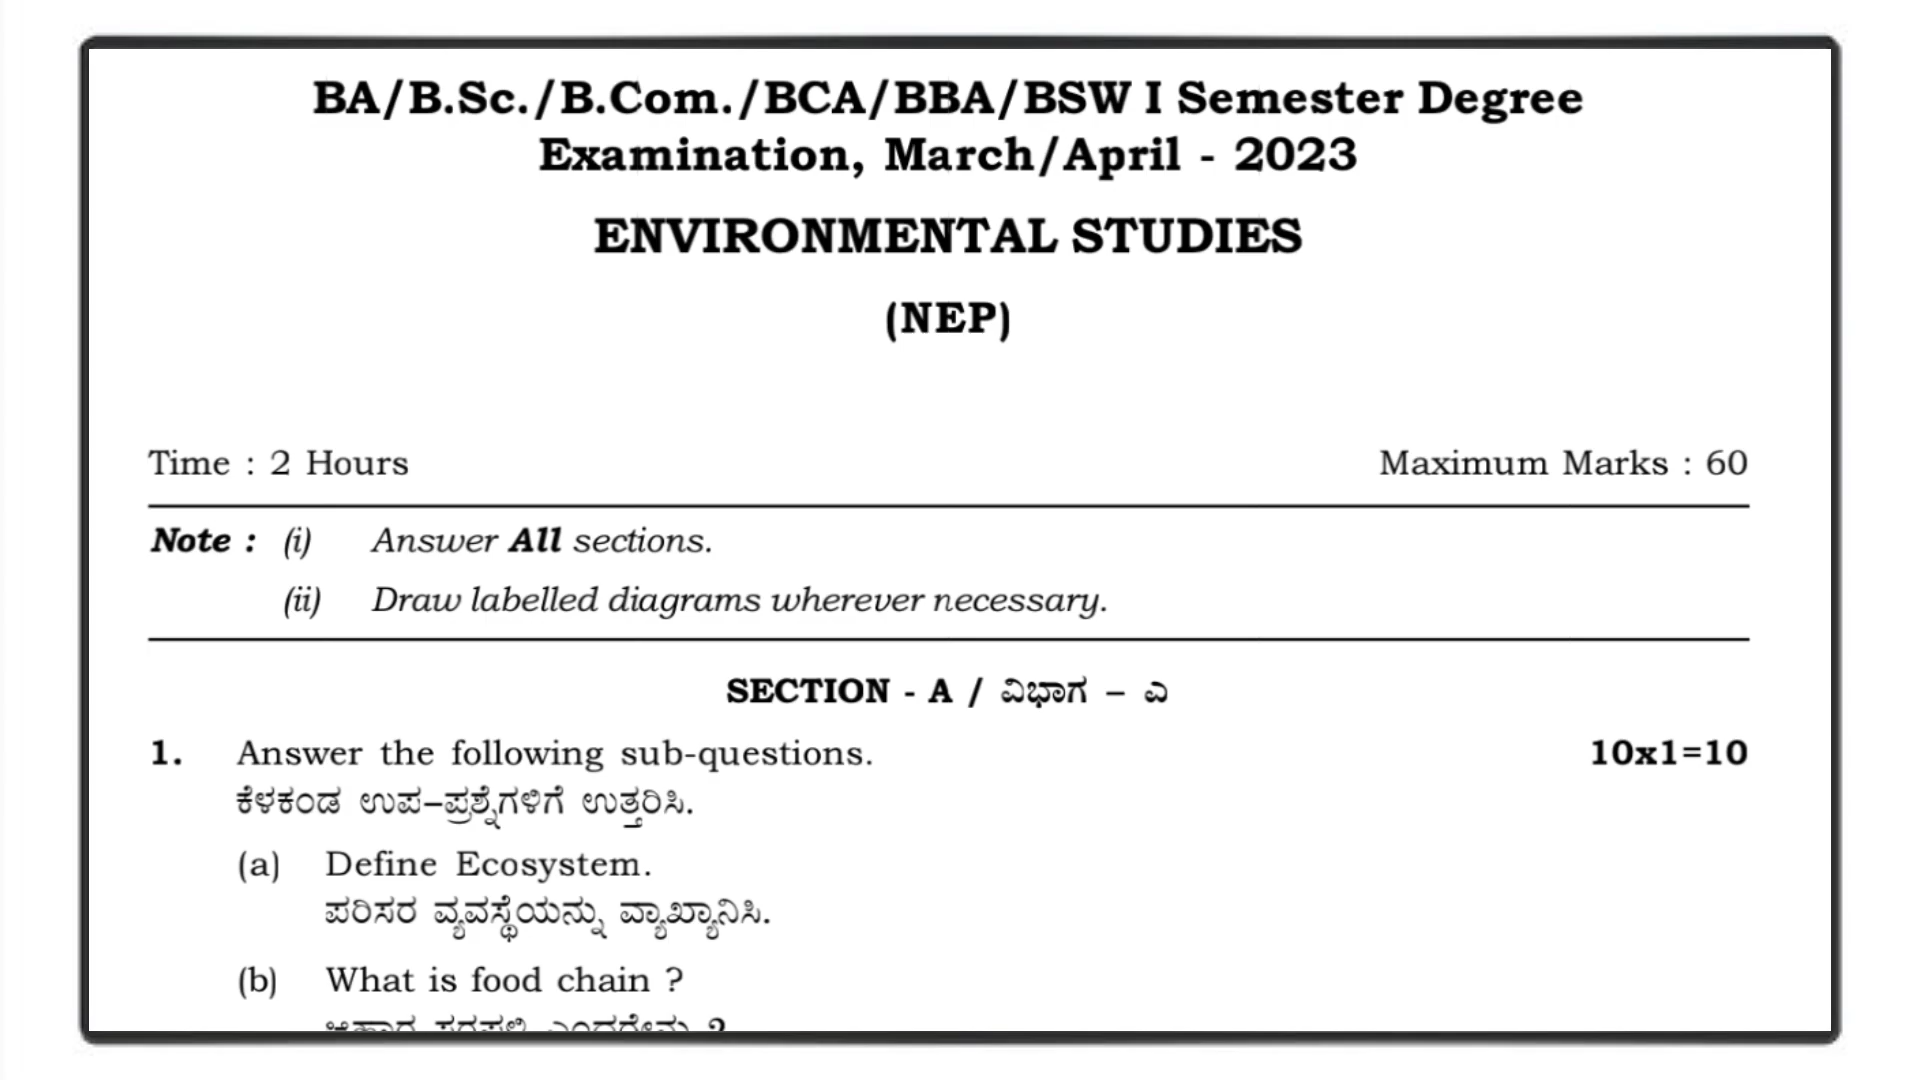 BA/B.Sc./B.Com./BCA/BBA/BSW I Semester Degree
Examination, March/April - 2023
ENVIRONMENTAL STUDIES
(NEP)
Time : 2 Hours Maximum Marks : 60
Note : (i) Answer All sections.
(ii) Draw labelled diagrams wherever necessary.
SECTION - A / ವಿಭಾಗ – ಎ
1. Answer the following sub-questions. 10x1=10
ಕೆಳಕಂಡ ಉಪ–ಪ್ರಶ್ನೆಗಳಿಗೆ ಉತ್ತರಿಸಿ.
(a) Define Ecosystem.
ಪರಿಸರ ವ್ಯವಸ್ಥೆಯನ್ನು ವ್ಯಾಖ್ಯಾನಿಸಿ.
(b) What is food chain ?